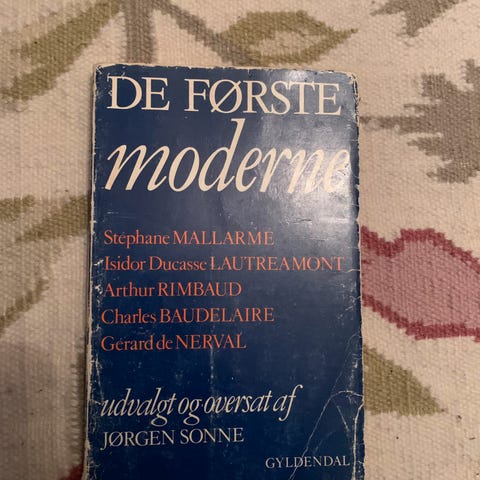 DE FØRSTE
moderne
Stéphane MALLARMÉ
Isidor Ducasse LAUTREAMONT
Arthur RIMBAUD
Charles BAUDELAIRE
Gérard de NERVAL
udvalgt og oversat af
JØRGEN SONNE
GYLDENDAL